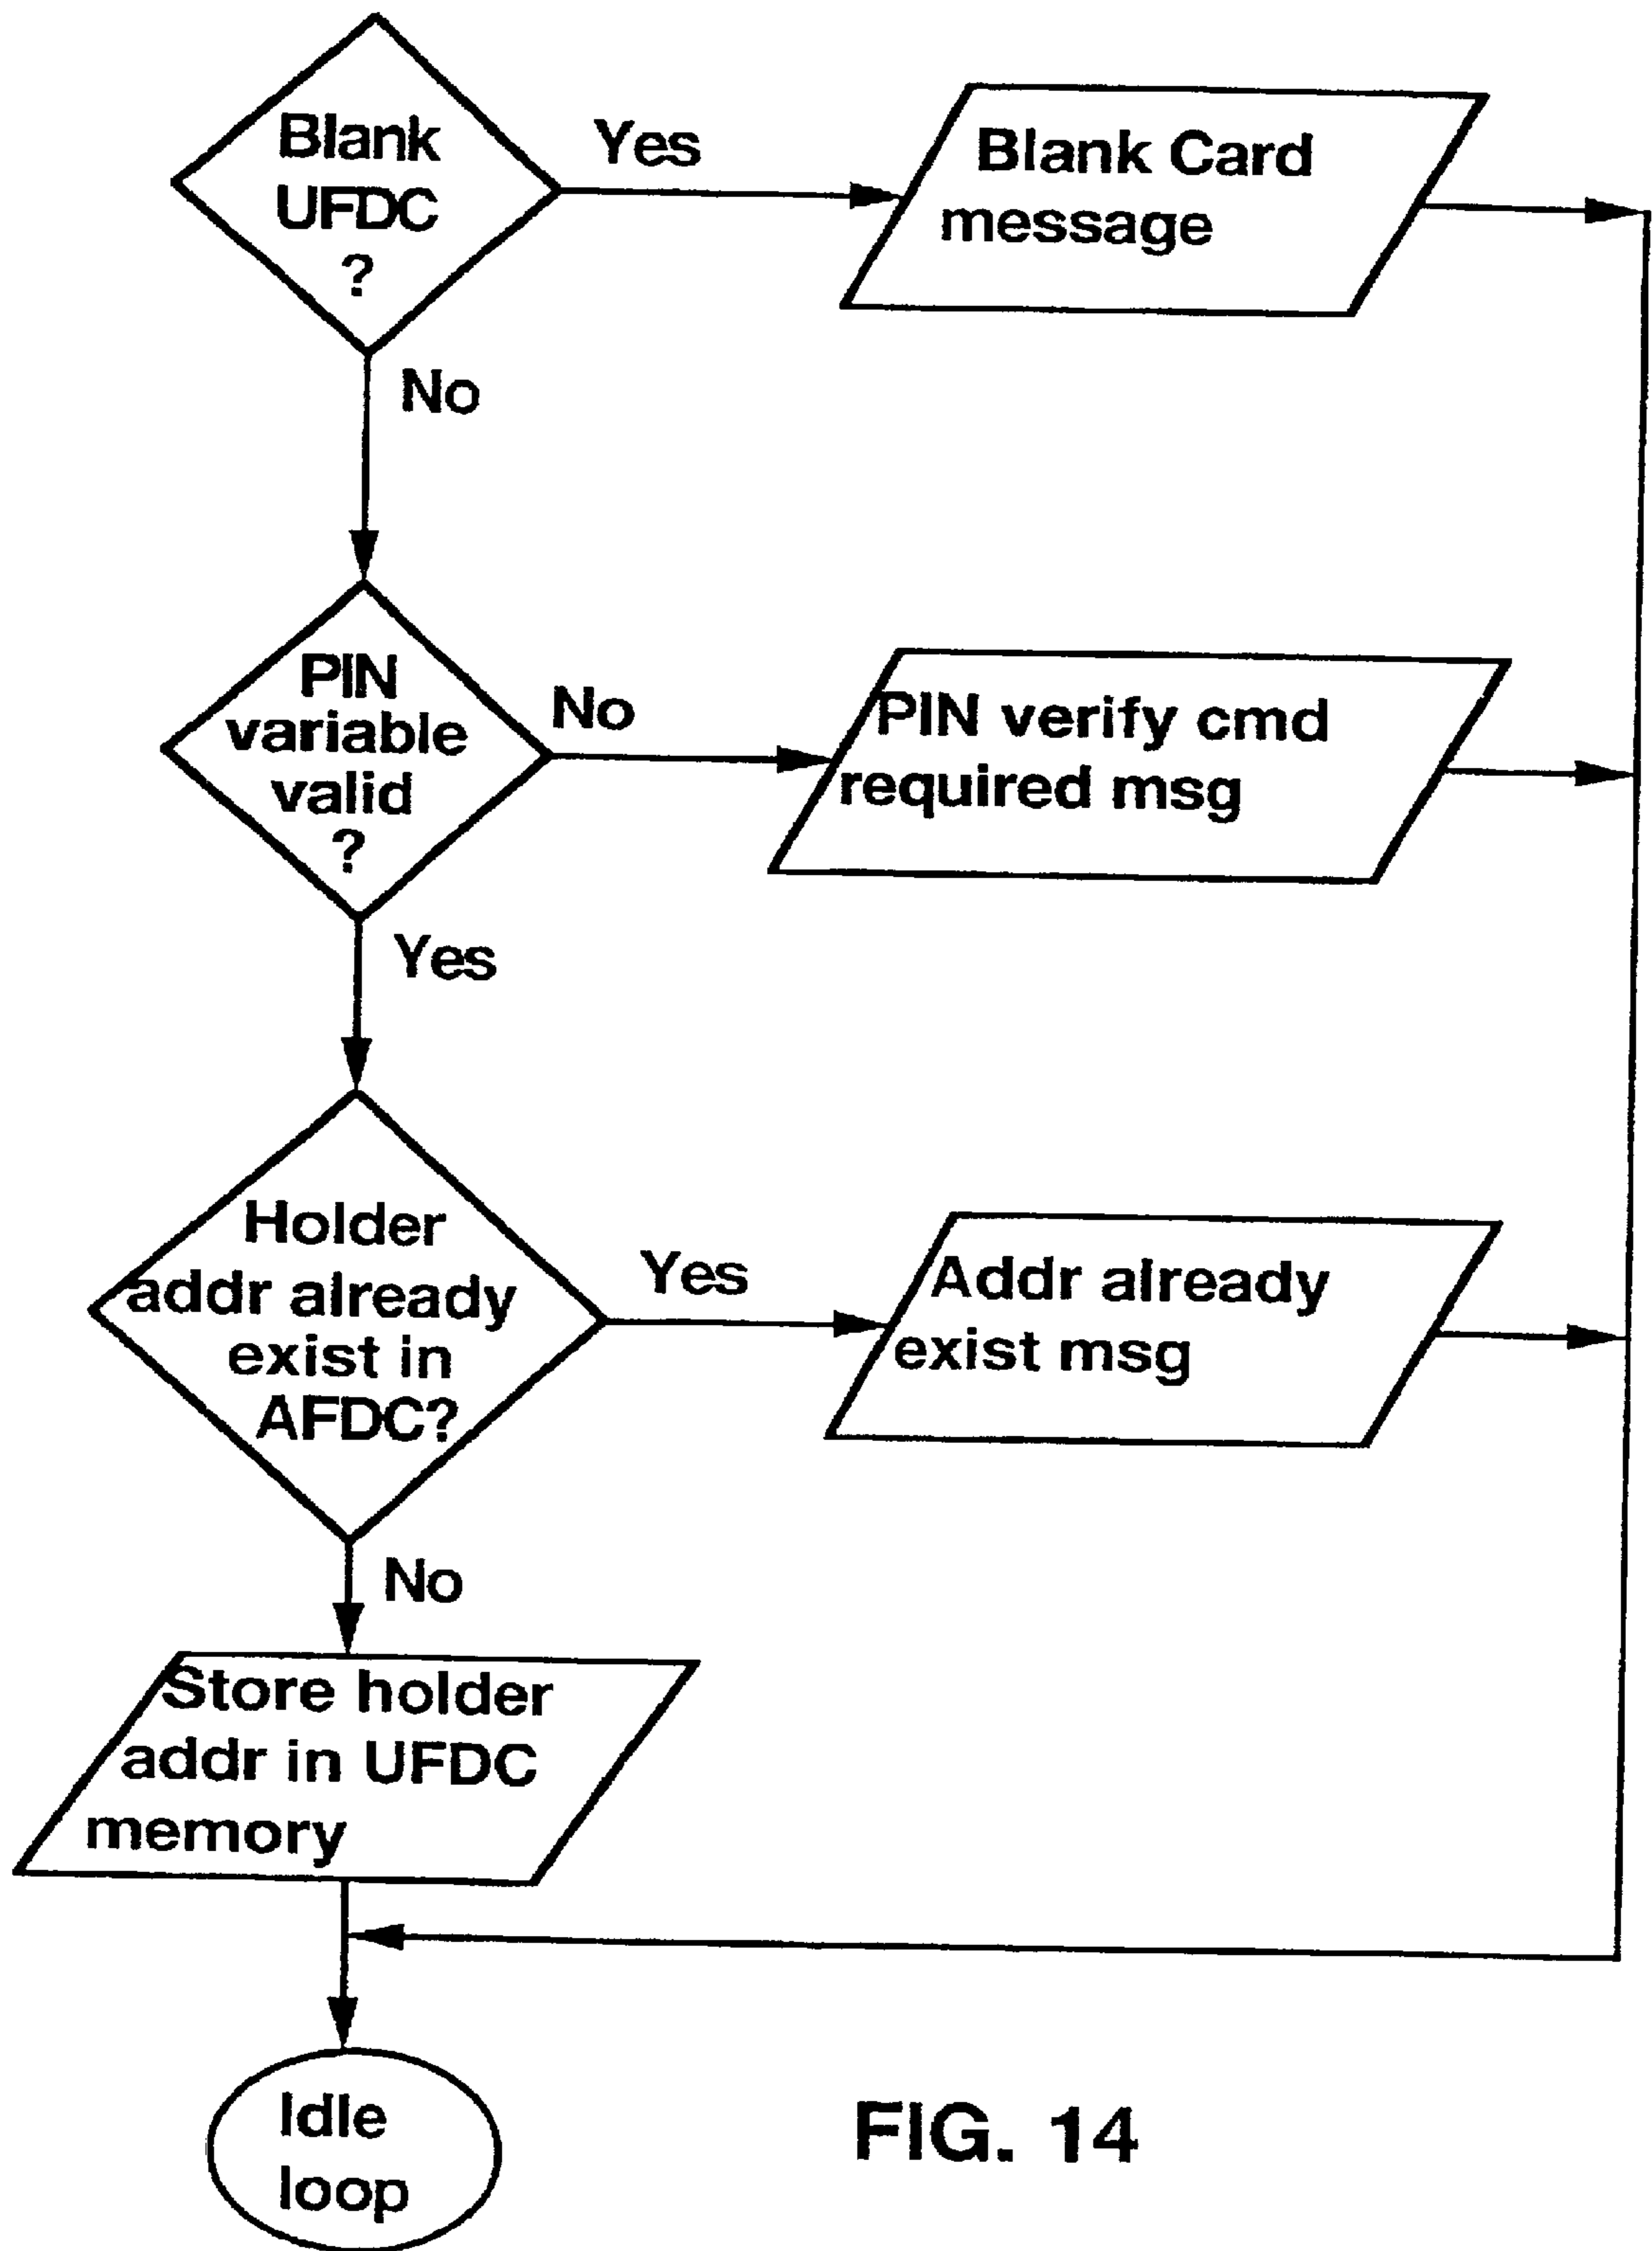 Blank
UFDC
?
Yes
Blank Card
message
No
PIN
variable
valid
?
No
PIN verify cmd
required msg
Yes
Holder
addr already
exist in
AFDC?
Yes
Addr already
exist msg
No
Store holder
addr in UFDC
memory
Idle
loop
FIG. 14